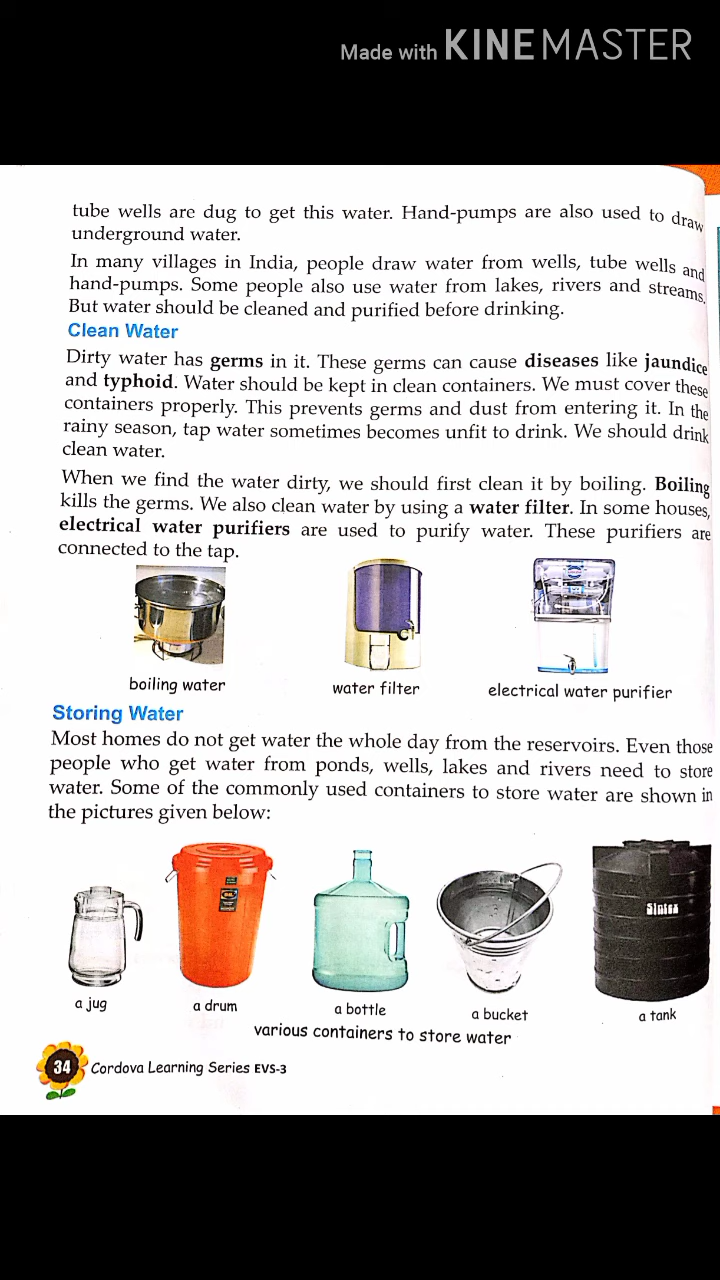 Made with KINEMASTER
tube wells are dug to get this water. Hand-pumps are also used to draw
underground water.
In many villages in India, people draw water from wells, tube wells and
hand-pumps. Some people also use water from lakes, rivers and streams.
But water should be cleaned and purified before drinking.
Clean Water
Dirty water has germs in it. These germs can cause diseases like jaundice
and typhoid. Water should be kept in clean containers. We must cover these
containers properly. This prevents germs and dust from entering it. In the
rainy season, tap water sometimes becomes unfit to drink. We should drink
clean water.
When we find the water dirty, we should first clean it by boiling. Boiling
kills the germs. We also clean water by using a water filter. In some houses,
electrical water purifiers are used to purify water. These purifiers are
connected to the tap.
boiling water
water filter
electrical water purifier
Storing Water
Most homes do not get water the whole day from the reservoirs. Even those
people who get water from ponds, wells, lakes and rivers need to store
water. Some of the commonly used containers to store water are shown in
the pictures given below:
Sintex
a jug
a drum
a bottle
a bucket
a tank
various containers to store water
34 Cordova Learning Series EVS-3